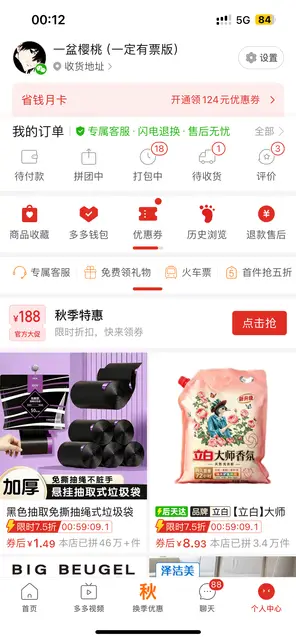 00:12
5G 84
一盆樱桃 (一定有票版)
收货地址 >
设置
省钱月卡
开通领124元优惠券 >
我的订单
专属客服 · 闪电退换 · 售后无忧
全部 >
18
1
3
待付款
拼团中
打包中
待收货
评价
商品收藏
多多钱包
优惠券
历史浏览
退款售后
专属客服
免费领礼物
火车票
首件抢五折
¥188
官方大促
秋季特惠
限时折扣，快来领券
点击抢
加厚
免撕抽绳不脏手
悬挂抽取式垃圾袋
新升级
立白大师香氛
黑色抽取免撕抽绳式垃圾袋
限时7.5折 00:59:09.1
券后¥1.49 本店已拼46万+件
后天达 品牌 立白 【立白】大师
限时7.5折 00:59:09.1
券后¥8.93 本店已拼3.4万件
BIG BEUGEL
泽洁美
秋
88
首页
多多视频
换季优惠
聊天
个人中心